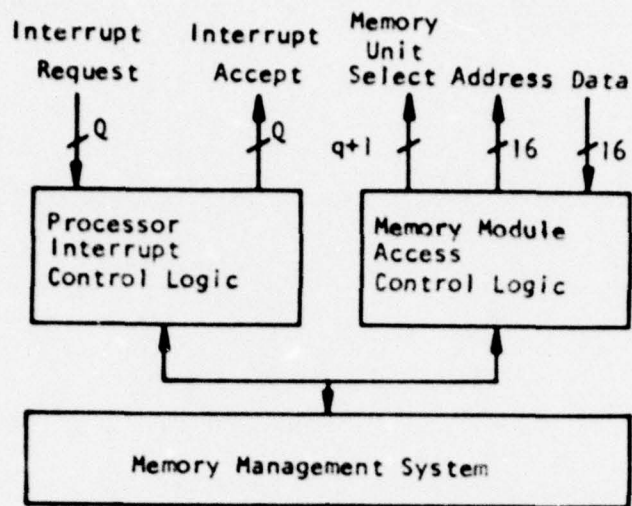 Interrupt
Request
Interrupt
Accept
Memory
Unit
Select
Address
Data
Q
Q
q+1
16
16
Processor
Interrupt
Control Logic
Memory Module
Access
Control Logic
Memory Management System